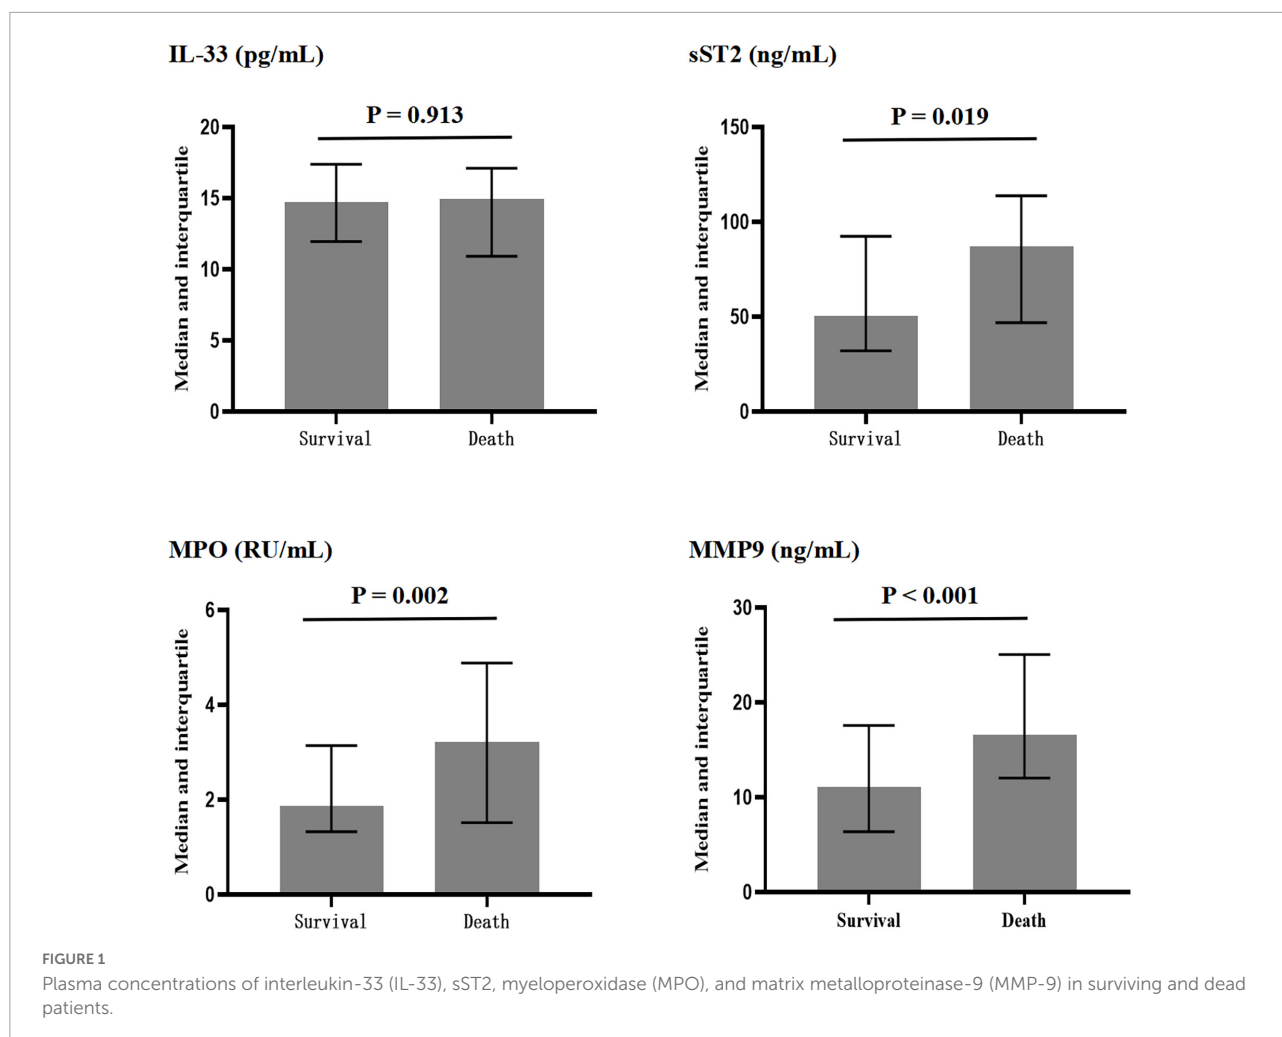 IL-33 (pg/mL)
P = 0.913
Median and interquartile
20
15
10
5
0
Survival Death
sST2 (ng/mL)
P = 0.019
Median and interquartile
150
100
50
0
Survival Death
MPO (RU/mL)
P = 0.002
Median and interquartile
6
4
2
0
Survival Death
MMP9 (ng/mL)
P < 0.001
Median and interquartile
30
20
10
0
Survival Death
FIGURE 1
Plasma concentrations of interleukin-33 (IL-33), sST2, myeloperoxidase (MPO), and matrix metalloproteinase-9 (MMP-9) in surviving and dead
patients.